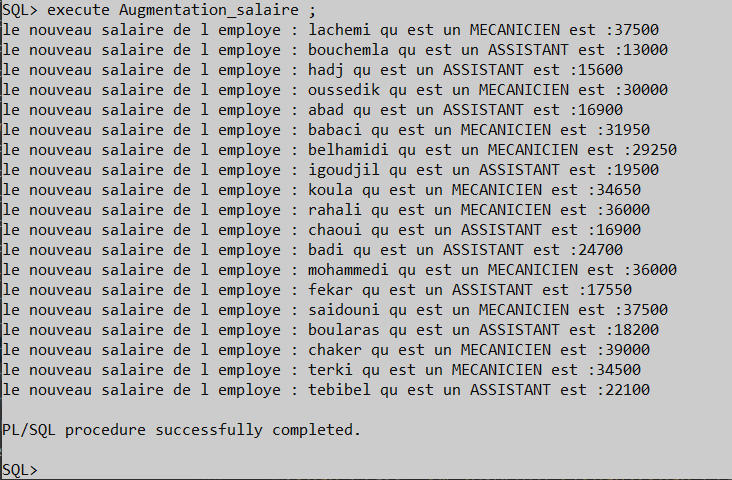 SQL> execute Augmentation_salaire ;
le nouveau salaire de l employe : lachemi qu est un MECANICIEN est :37500
le nouveau salaire de l employe : bouchemla qu est un ASSISTANT est :13000
le nouveau salaire de l employe : hadj qu est un ASSISTANT est :15600
le nouveau salaire de l employe : oussedik qu est un MECANICIEN est :30000
le nouveau salaire de l employe : abad qu est un ASSISTANT est :16900
le nouveau salaire de l employe : babaci qu est un MECANICIEN est :31950
le nouveau salaire de l employe : belhamidi qu est un MECANICIEN est :29250
le nouveau salaire de l employe : igoudjil qu est un ASSISTANT est :19500
le nouveau salaire de l employe : koula qu est un MECANICIEN est :34650
le nouveau salaire de l employe : rahali qu est un MECANICIEN est :36000
le nouveau salaire de l employe : chaoui qu est un ASSISTANT est :16900
le nouveau salaire de l employe : badi qu est un ASSISTANT est :24700
le nouveau salaire de l employe : mohammedi qu est un MECANICIEN est :36000
le nouveau salaire de l employe : fekar qu est un ASSISTANT est :17550
le nouveau salaire de l employe : saidouni qu est un MECANICIEN est :37500
le nouveau salaire de l employe : boularas qu est un ASSISTANT est :18200
le nouveau salaire de l employe : chaker qu est un MECANICIEN est :39000
le nouveau salaire de l employe : terki qu est un MECANICIEN est :34500
le nouveau salaire de l employe : tebibel qu est un ASSISTANT est :22100
PL/SQL procedure successfully completed.
SQL>